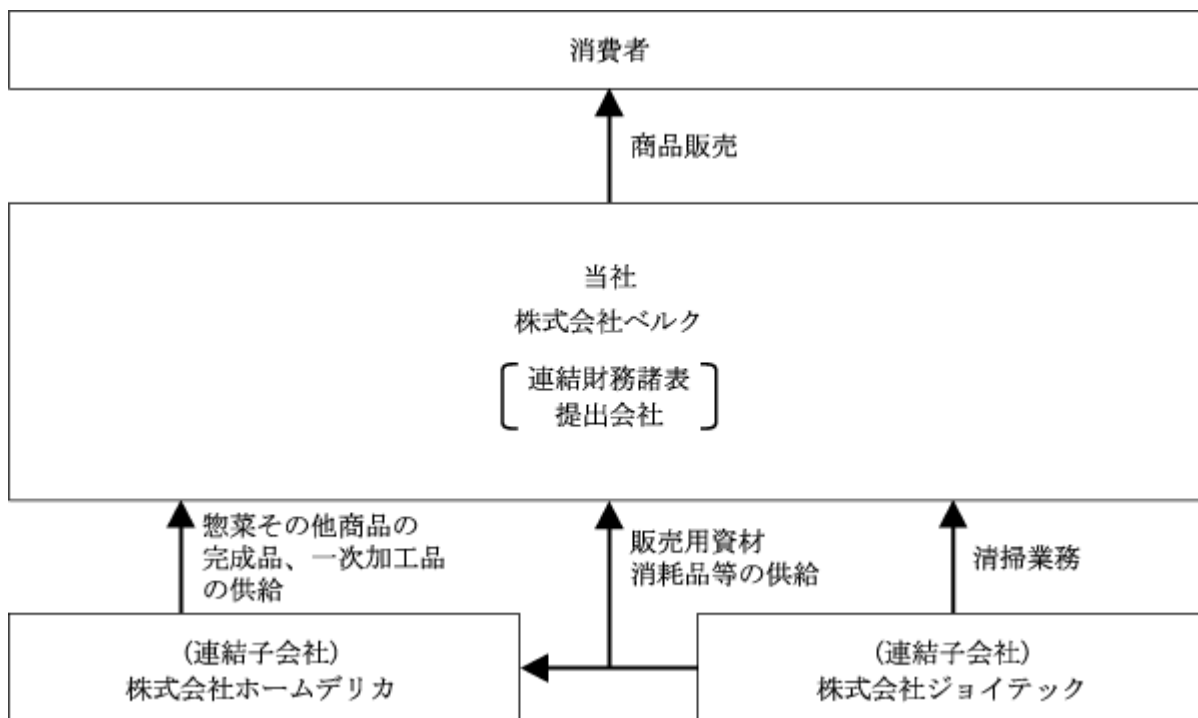 消費者
商品販売
当社
株式会社ベルク
連結財務諸表
提出会社
惣菜その他商品の
完成品、一次加工品
の供給
販売用資材
消耗品等の供給
清掃業務
(連結子会社)
株式会社ホームデリカ
(連結子会社)
株式会社ジョイテック